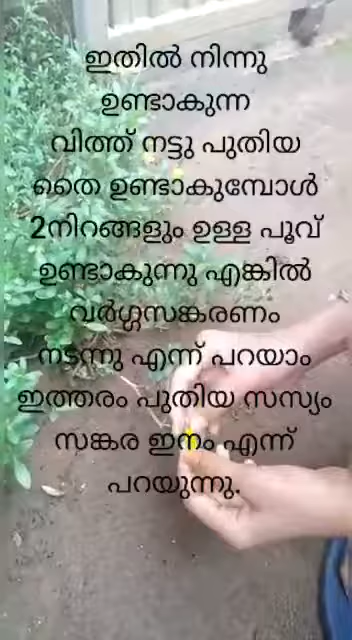 ഇതിൽ നിന്നു
ഉണ്ടാകുന്ന
വിത്ത് നട്ടു പുതിയ
തൈ ഉണ്ടാകുമ്പോൾ
2നിറങ്ങളും ഉള്ള പൂവ്
ഉണ്ടാകുന്നു എങ്കിൽ
വർഗ്ഗസങ്കരണം
നടന്നു എന്ന് പറയാം
ഇത്തരം പുതിയ സസ്യം
സങ്കര ഇനം എന്ന്
പറയുന്നു.